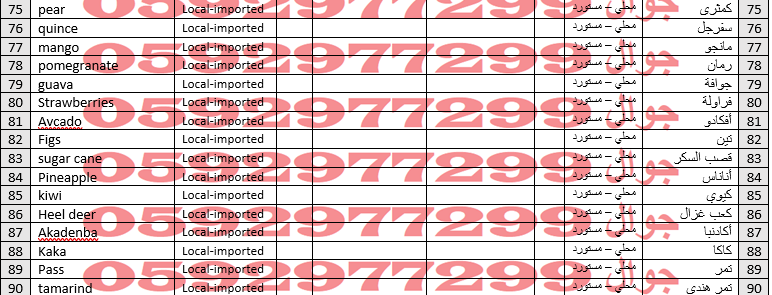 75 pear Local-imported محلي – مستورد كمثرى 75
76 quince Local-imported محلي – مستورد سفرجل 76
77 mango Local-imported محلي – مستورد مانجو 77
78 pomegranate Local-imported محلي – مستورد رمان 78
79 guava Local-imported محلي – مستورد جوافة 79
80 Strawberries Local-imported محلي – مستورد فراولة 80
81 Avcado Local-imported محلي – مستورد أفكادو 81
82 Figs Local-imported محلي – مستورد تين 82
83 sugar cane Local-imported محلي – مستورد قصب السكر 83
84 Pineapple Local-imported محلي – مستورد أناناس 84
85 kiwi Local-imported محلي – مستورد كيوي 85
86 Heel deer Local-imported محلي – مستورد كعب غزال 86
87 Akadenba Local-imported محلي – مستورد أكادنيا 87
88 Kaka Local-imported محلي – مستورد كاكا 88
89 Pass Local-imported محلي – مستورد تمر 89
90 tamarind Local-imported محلي – مستورد تمر هندي 90
جوال 0592977299
جوال 0592977299
جوال 0592977299
جوال 0592977299
جوال 0592977299
جوال 0592977299